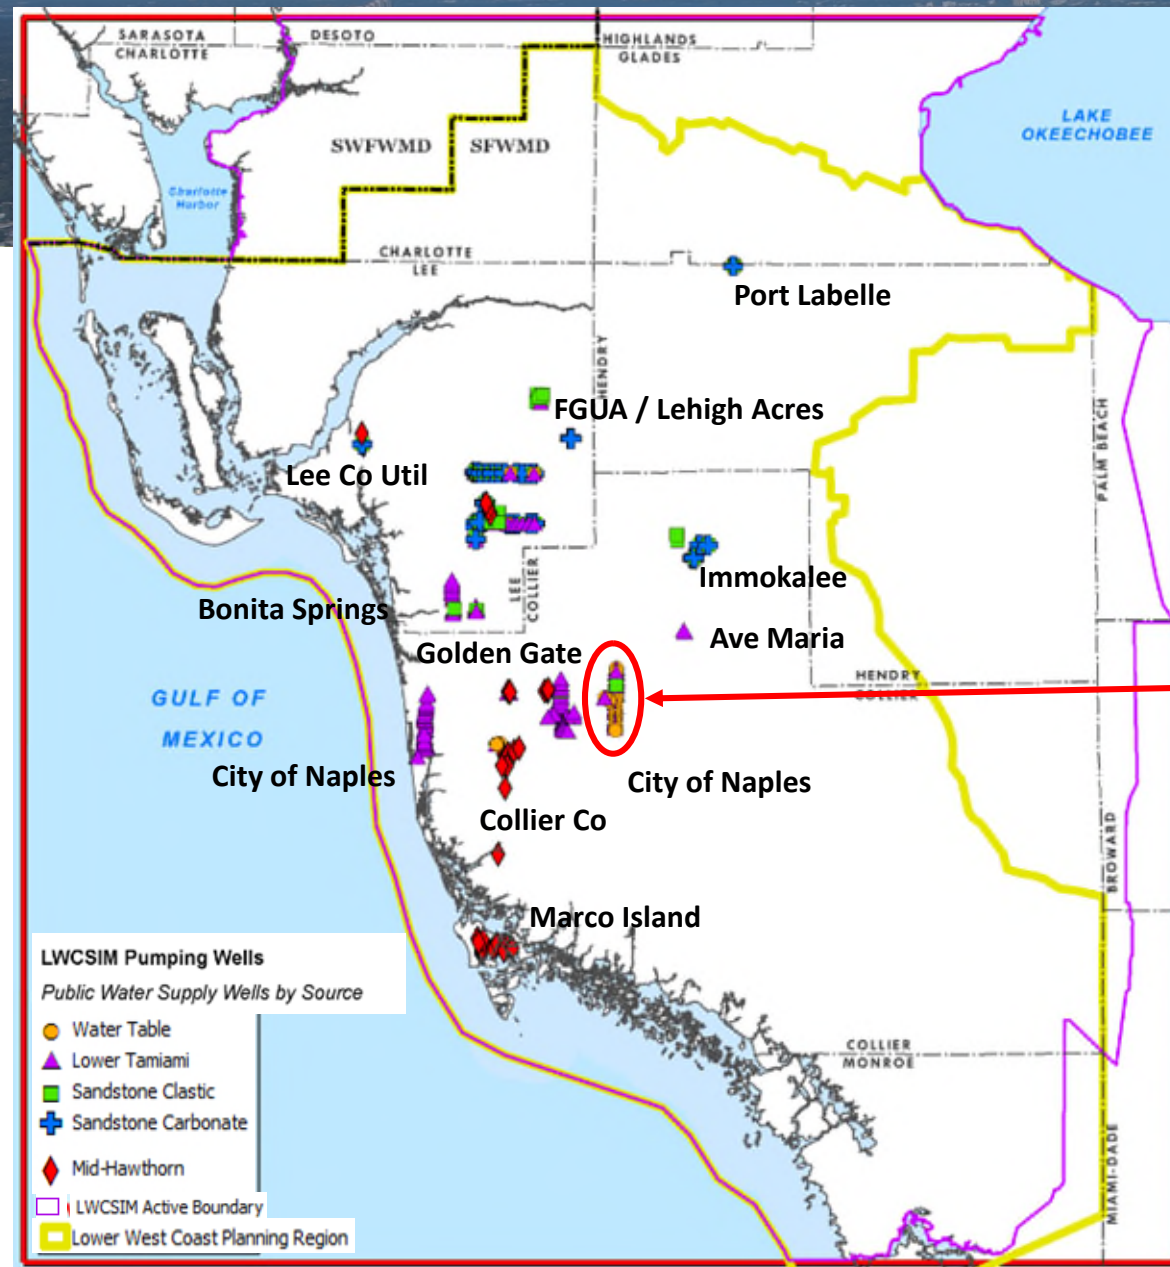 SARASOTA
CHARLOTTE
DESOTO
HIGHLANDS
GLADES
LAKE
OKEECHOBEE
SWFWMD
SFWMD
Charlotte
Harbor
CHARLOTTE
LEE
Port Labelle
HENDRY
FGUA / Lehigh Acres
PALM BEACH
Lee Co Util
Immokalee
LEE
COLLIER
Bonita Springs
Ave Maria
Golden Gate
HENDRY
COLLIER
GULF OF
MEXICO
City of Naples
City of Naples
Collier Co
BROWARD
Marco Island
LWCSIM Pumping Wells
Public Water Supply Wells by Source
Water Table
Lower Tamiami
Sandstone Clastic
Sandstone Carbonate
Mid-Hawthorn
LWCSIM Active Boundary
Lower West Coast Planning Region
COLLIER
MONROE
MIAMI-DADE